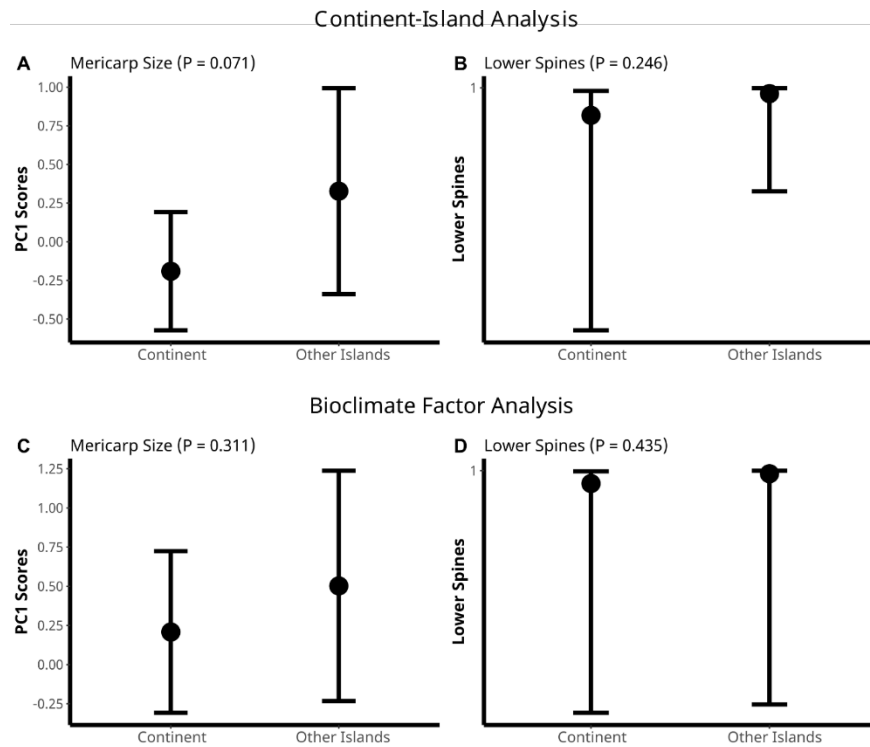 Continent-Island Analysis
A Mericarp Size (P = 0.071)
1.00
0.75
0.50
0.25
0.00
-0.25
-0.50
PC1 Scores
Continent Other Islands
B Lower Spines (P = 0.246)
1
Lower Spines
Continent Other Islands
Bioclimate Factor Analysis
C Mericarp Size (P = 0.311)
1.25
1.00
0.75
0.50
0.25
0.00
-0.25
PC1 Scores
Continent Other Islands
D Lower Spines (P = 0.435)
1
Lower Spines
Continent Other Islands